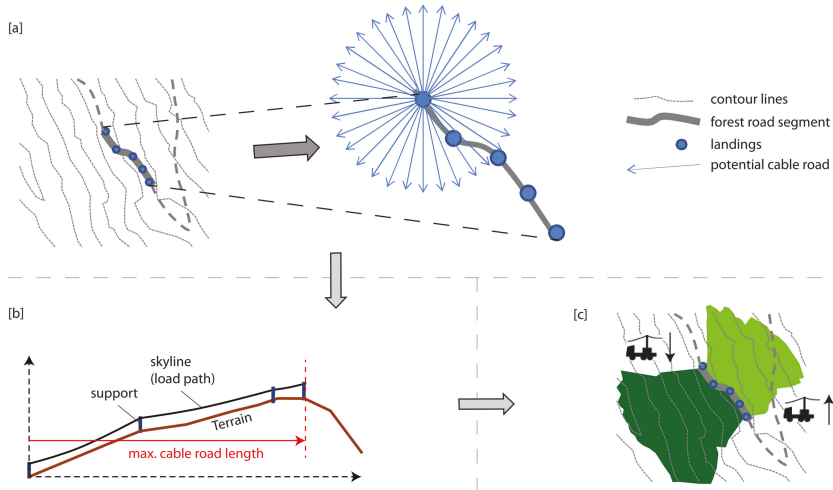 [a]
contour lines
forest road segment
landings
potential cable road
[b]
skyline
(load path)
support
Terrain
max. cable road length
[c]